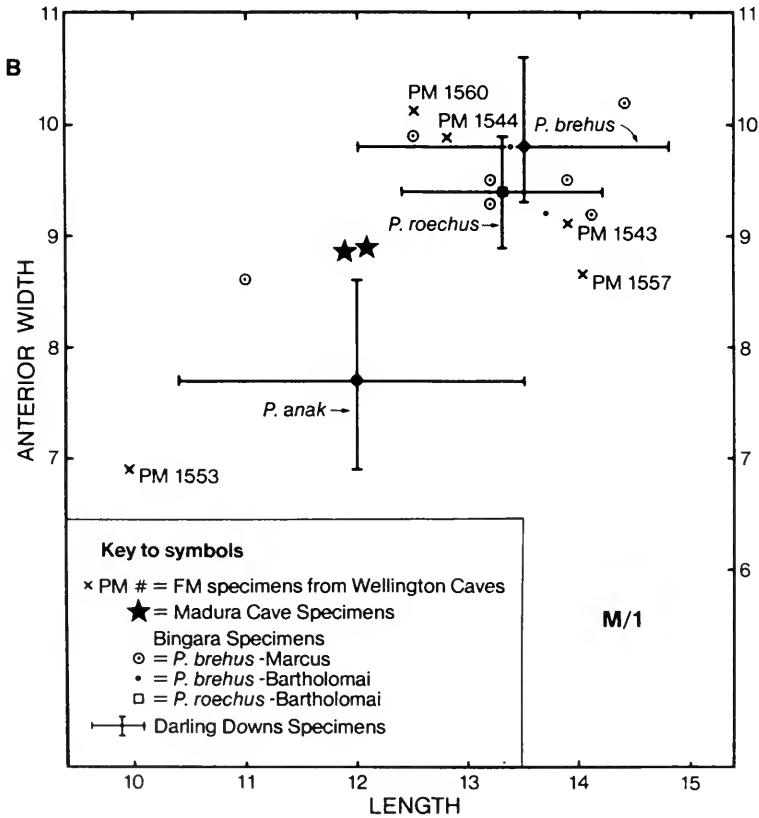 11
11
B
PM 1560
PM 1544
P. brehus
10
10
P. roechus
PM 1543
9
9
PM 1557
ANTERIOR WIDTH
8
8
P. anak
7
7
PM 1553
Key to symbols
× PM # = FM specimens from Wellington Caves
★ = Madura Cave Specimens
Bingara Specimens
⊙ = P. brehus -Marcus
• = P. brehus -Bartholomai
□ = P. roechus -Bartholomai
Darling Downs Specimens
6
M/1
10 11 12 13 14 15
LENGTH